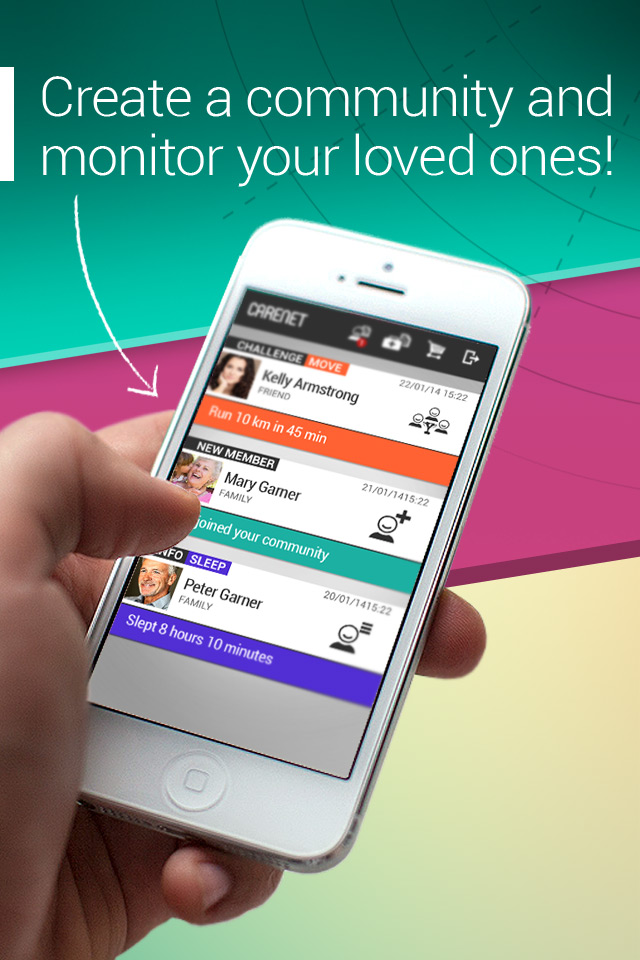 Create a community and
monitor your loved ones!
CARENET
CHALLENGE MOVE
Kelly Armstrong
FRIEND
22/01/14 15:22
Run 10 km in 45 min
NEW MEMBER
Mary Garner
FAMILY
21/01/1415:22
joined your community
INFO SLEEP
Peter Garner
FAMILY
20/01/1415:22
Slept 8 hours 10 minutes